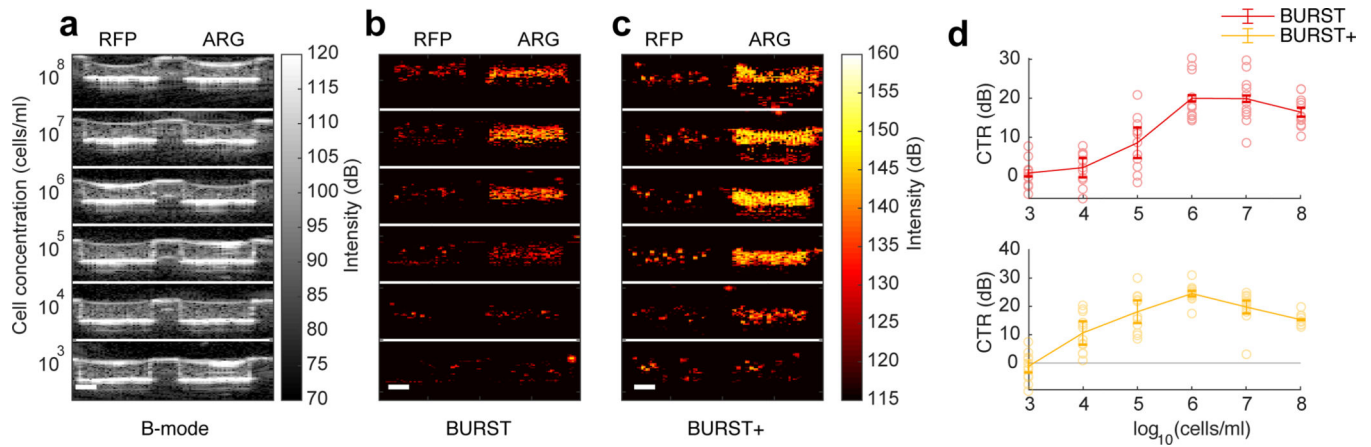 a
RFP ARG
Cell concentration (cells/ml)
10^8
10^7
10^6
10^5
10^4
10^3
B-mode
120
115
110
105
100
95
90
85
80
75
70
Intensity (dB)
b
RFP ARG
BURST
c
RFP ARG
BURST+
160
155
150
145
140
135
130
125
120
115
Intensity (dB)
d
BURST
BURST+
CTR (dB)
30
20
10
0
3 4 5 6 7 8
CTR (dB)
40
30
20
10
0
3 4 5 6 7 8
log10(cells/ml)